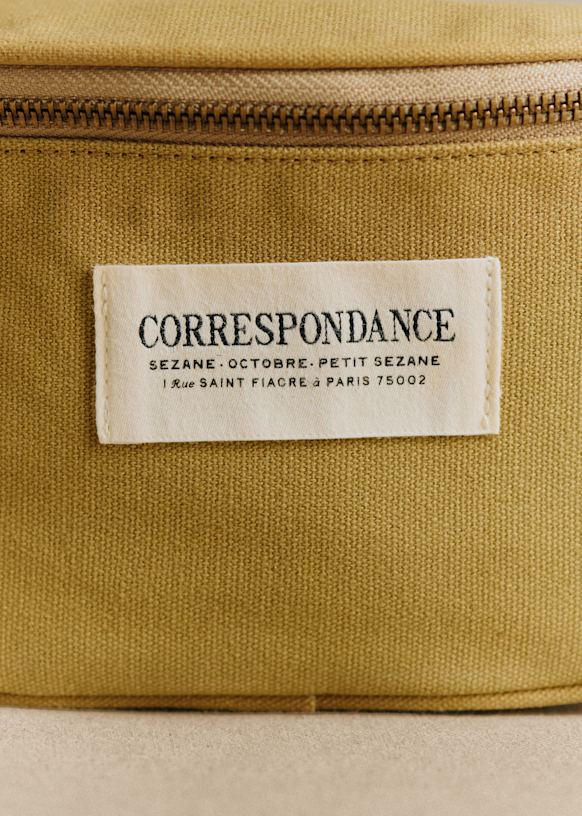 CORRESPONDANCE
SEZANE · OCTOBRE · PETIT SEZANE
1 Rue SAINT FIACRE à PARIS 75002